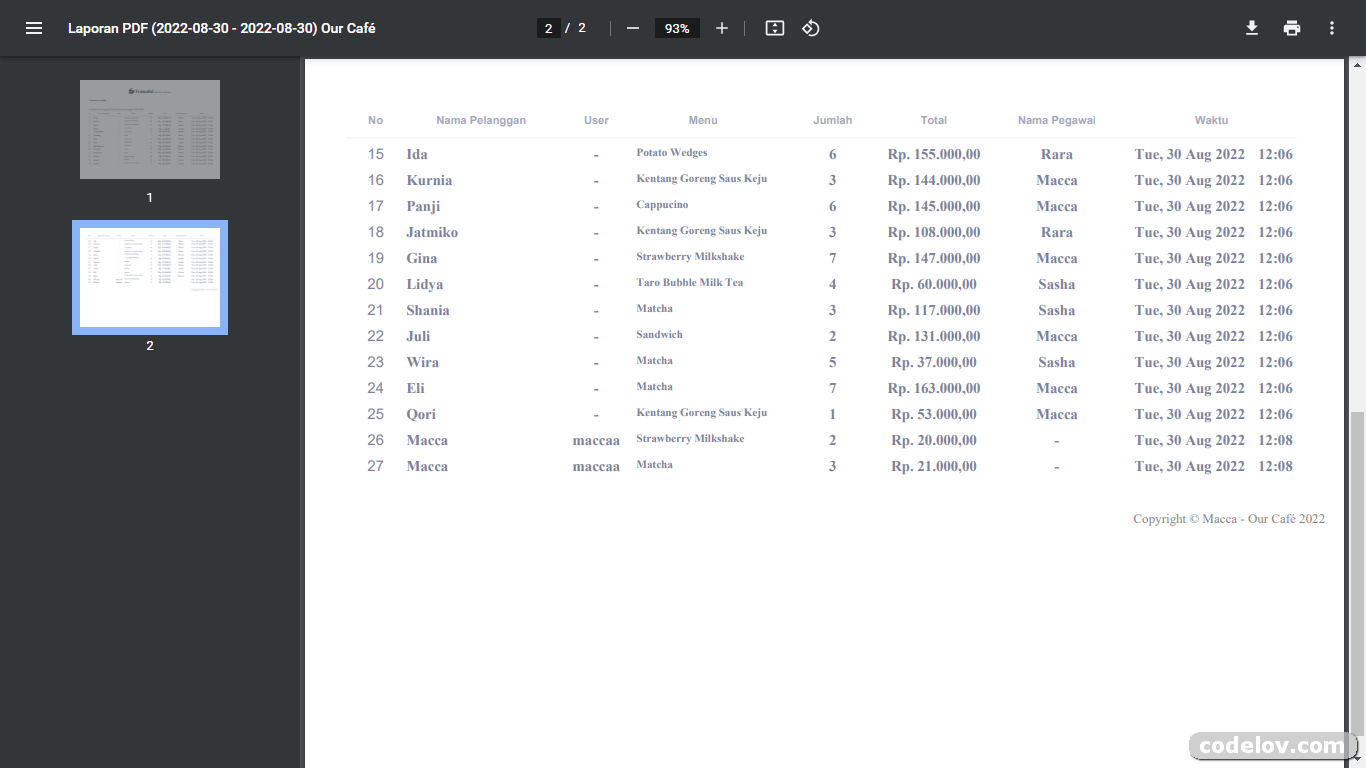 Laporan PDF (2022-08-30 - 2022-08-30) Our Café 2 / 2 93%
1
2
No Nama Pelanggan User Menu Jumlah Total Nama Pegawai Waktu
15 Ida - Potato Wedges 6 Rp. 155.000,00 Rara Tue, 30 Aug 2022 12:06
16 Kurnia - Kentang Goreng Saus Keju 3 Rp. 144.000,00 Macca Tue, 30 Aug 2022 12:06
17 Panji - Cappucino 6 Rp. 145.000,00 Macca Tue, 30 Aug 2022 12:06
18 Jatmiko - Kentang Goreng Saus Keju 3 Rp. 108.000,00 Rara Tue, 30 Aug 2022 12:06
19 Gina - Strawberry Milkshake 7 Rp. 147.000,00 Macca Tue, 30 Aug 2022 12:06
20 Lidya - Taro Bubble Milk Tea 4 Rp. 60.000,00 Sasha Tue, 30 Aug 2022 12:06
21 Shania - Matcha 3 Rp. 117.000,00 Sasha Tue, 30 Aug 2022 12:06
22 Juli - Sandwich 2 Rp. 131.000,00 Macca Tue, 30 Aug 2022 12:06
23 Wira - Matcha 5 Rp. 37.000,00 Sasha Tue, 30 Aug 2022 12:06
24 Eli - Matcha 7 Rp. 163.000,00 Macca Tue, 30 Aug 2022 12:06
25 Qori - Kentang Goreng Saus Keju 1 Rp. 53.000,00 Macca Tue, 30 Aug 2022 12:06
26 Macca maccaa Strawberry Milkshake 2 Rp. 20.000,00 - Tue, 30 Aug 2022 12:08
27 Macca maccaa Matcha 3 Rp. 21.000,00 - Tue, 30 Aug 2022 12:08
Copyright © Macca - Our Café 2022
codelov.com